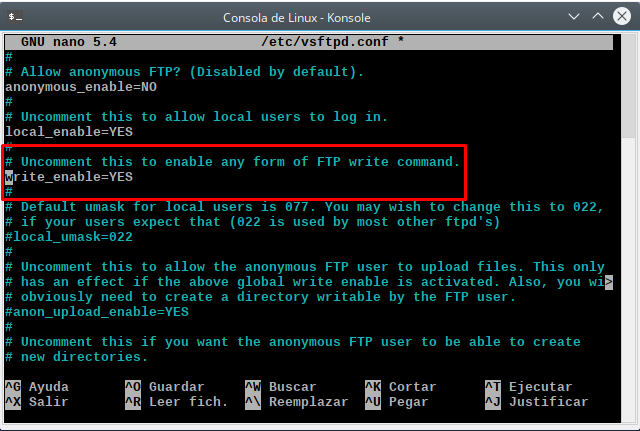 Consola de Linux - Konsole
GNU nano 5.4 /etc/vsftpd.conf *
#
# Allow anonymous FTP? (Disabled by default).
anonymous_enable=NO
#
# Uncomment this to allow local users to log in.
local_enable=YES
#
# Uncomment this to enable any form of FTP write command.
write_enable=YES
#
# Default umask for local users is 077. You may wish to change this to 022,
# if your users expect that (022 is used by most other ftpd's)
#local_umask=022
#
# Uncomment this to allow the anonymous FTP user to upload files. This only
# has an effect if the above global write enable is activated. Also, you wi>
# obviously need to create a directory writable by the FTP user.
#anon_upload_enable=YES
#
# Uncomment this if you want the anonymous FTP user to be able to create
# new directories.
^G Ayuda ^O Guardar ^W Buscar ^K Cortar ^T Ejecutar
^X Salir ^R Leer fich. ^\ Reemplazar ^U Pegar ^J Justificar